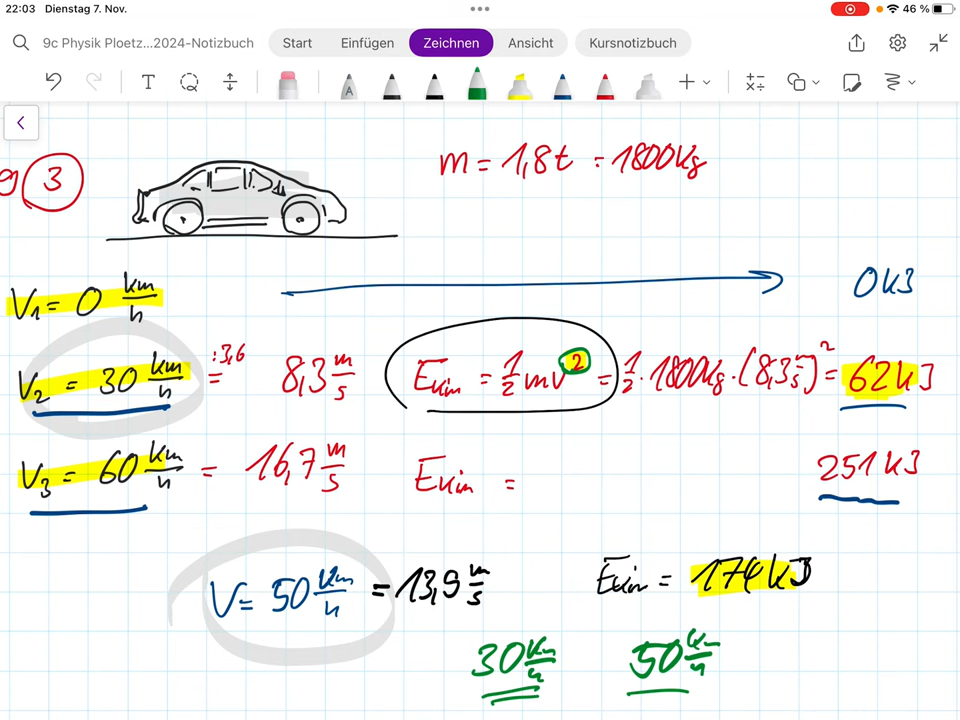 22:03 Dienstag 7. Nov. 46 %
9c Physik Ploetz...2024-Notizbuch Start Einfügen Zeichnen Ansicht Kursnotizbuch
T A
g) 3 m = 1,8t = 1800kg
V1 = 0 km/h 0 kJ
V2 = 30 km/h :3,6 = 8,3 m/s Ekin = 1/2 mv² = 1/2 · 1800kg · (8,3 m/s)² = 62kJ
V3 = 60 km/h = 16,7 m/s Ekin = 251 kJ
V = 50 km/h = 13,9 m/s Ekin = 174 kJ
30 km/h 50 km/h